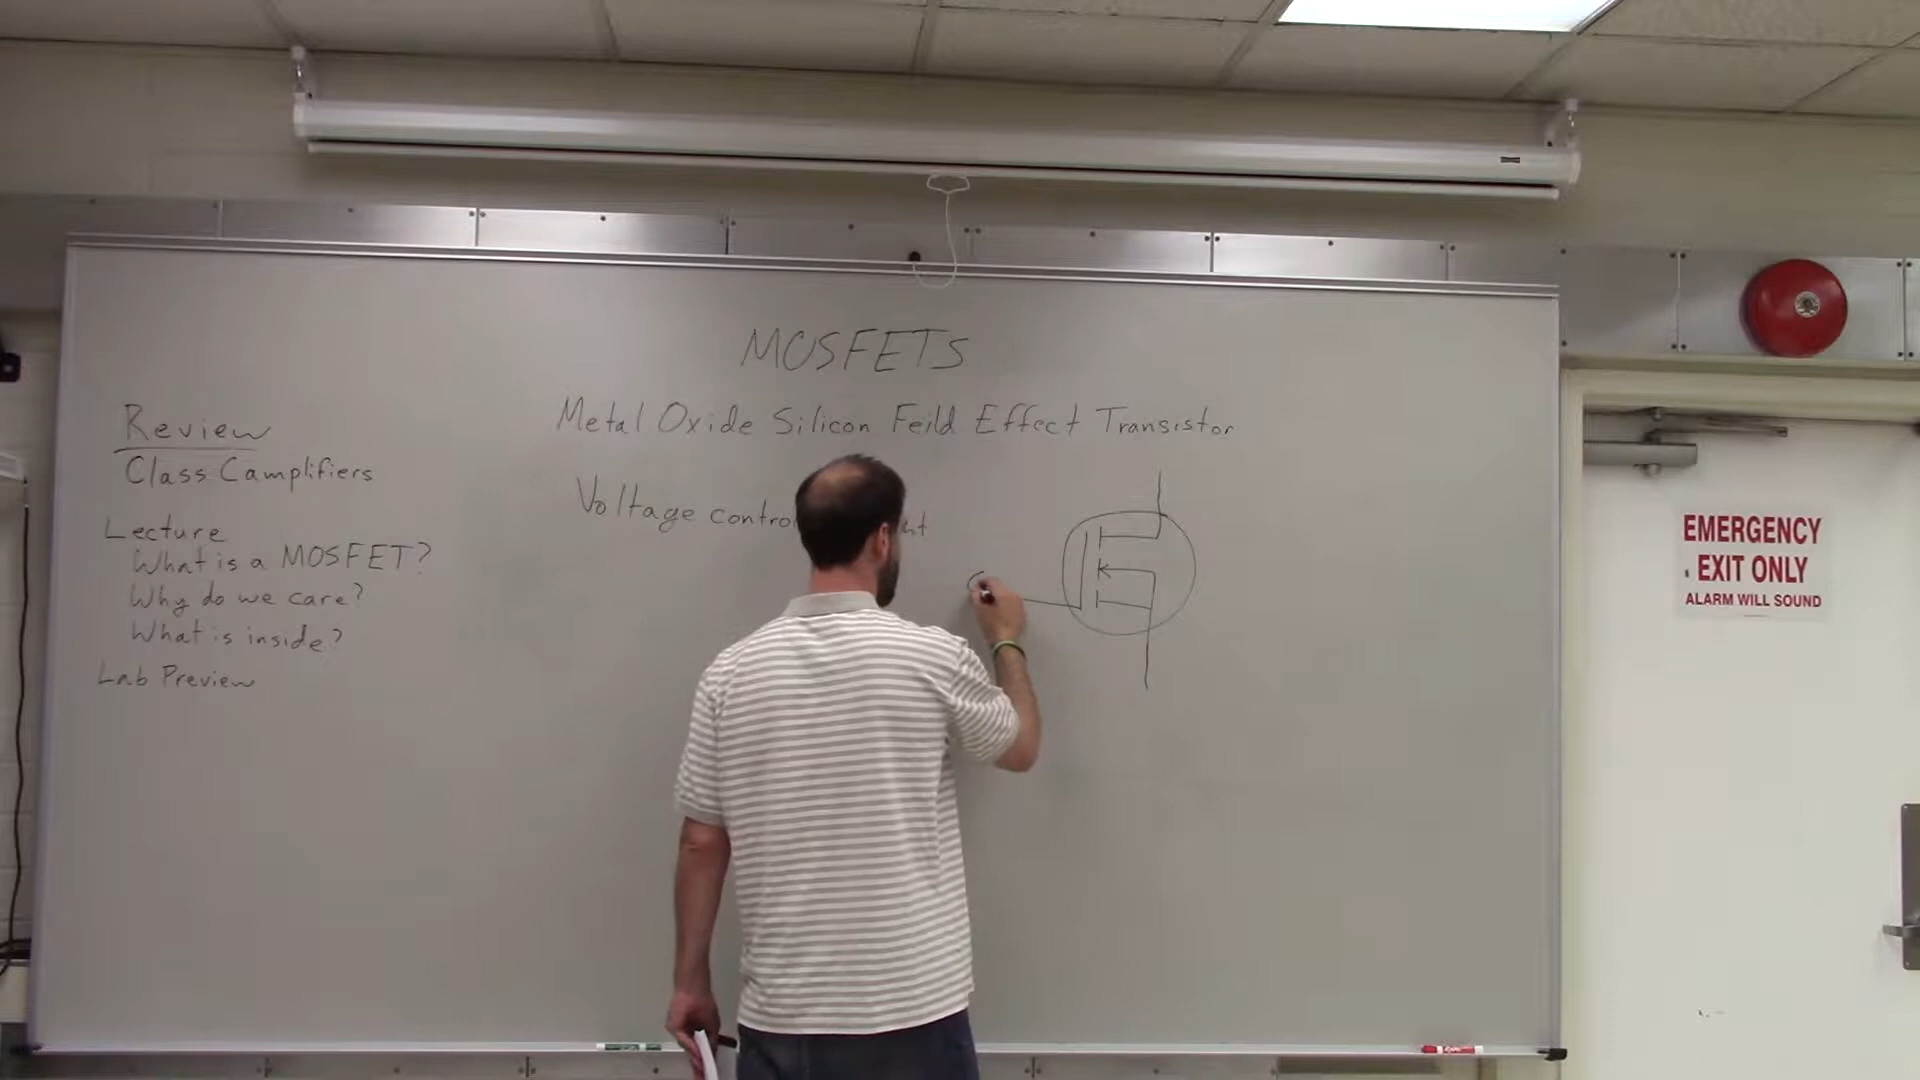 MOSFETS
Metal Oxide Silicon Feild Effect Transistor
Voltage
Review
Class C amplifiers
Lecture
What is a MOSFET?
Why do we care?
What is inside?
Lab Preview
EMERGENCY
EXIT ONLY
ALARM WILL SOUND